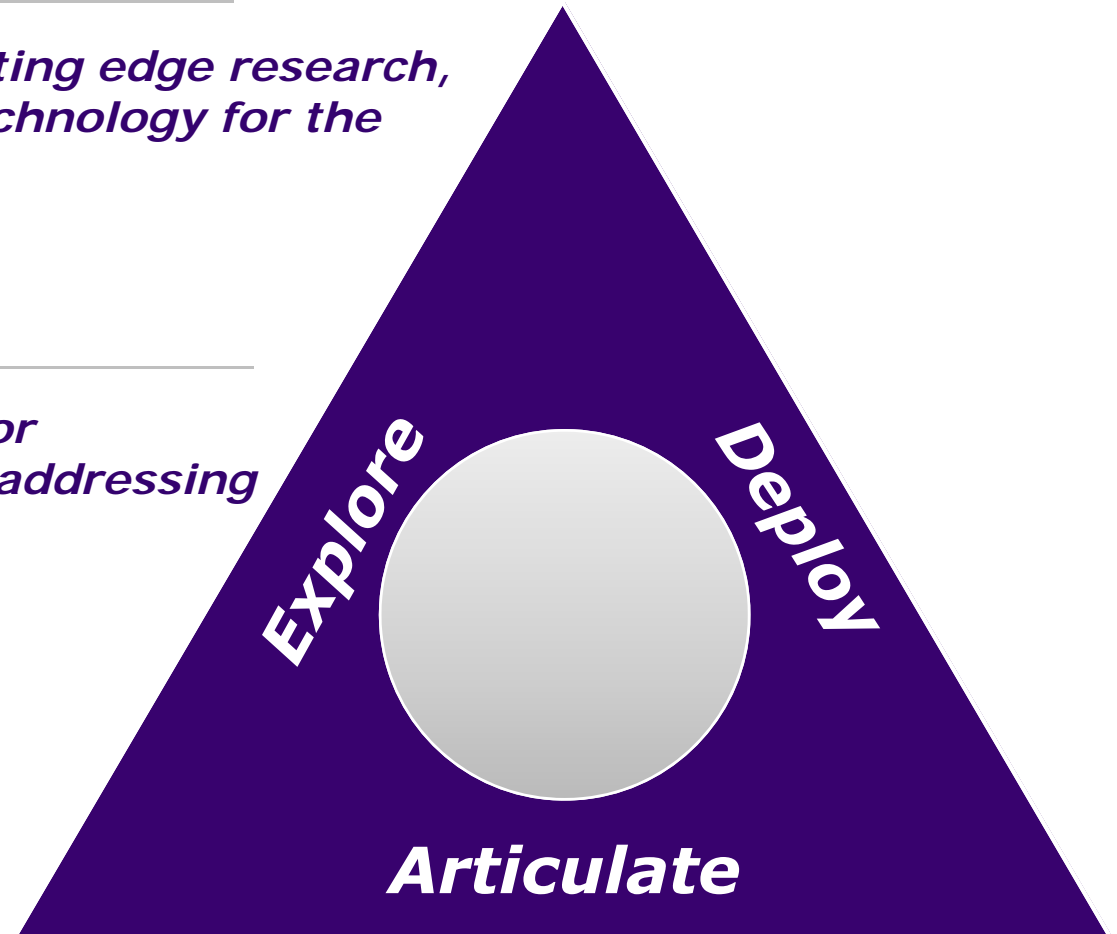 ting edge research,
chnology for the
or
addressing
Explore
Deploy
Articulate